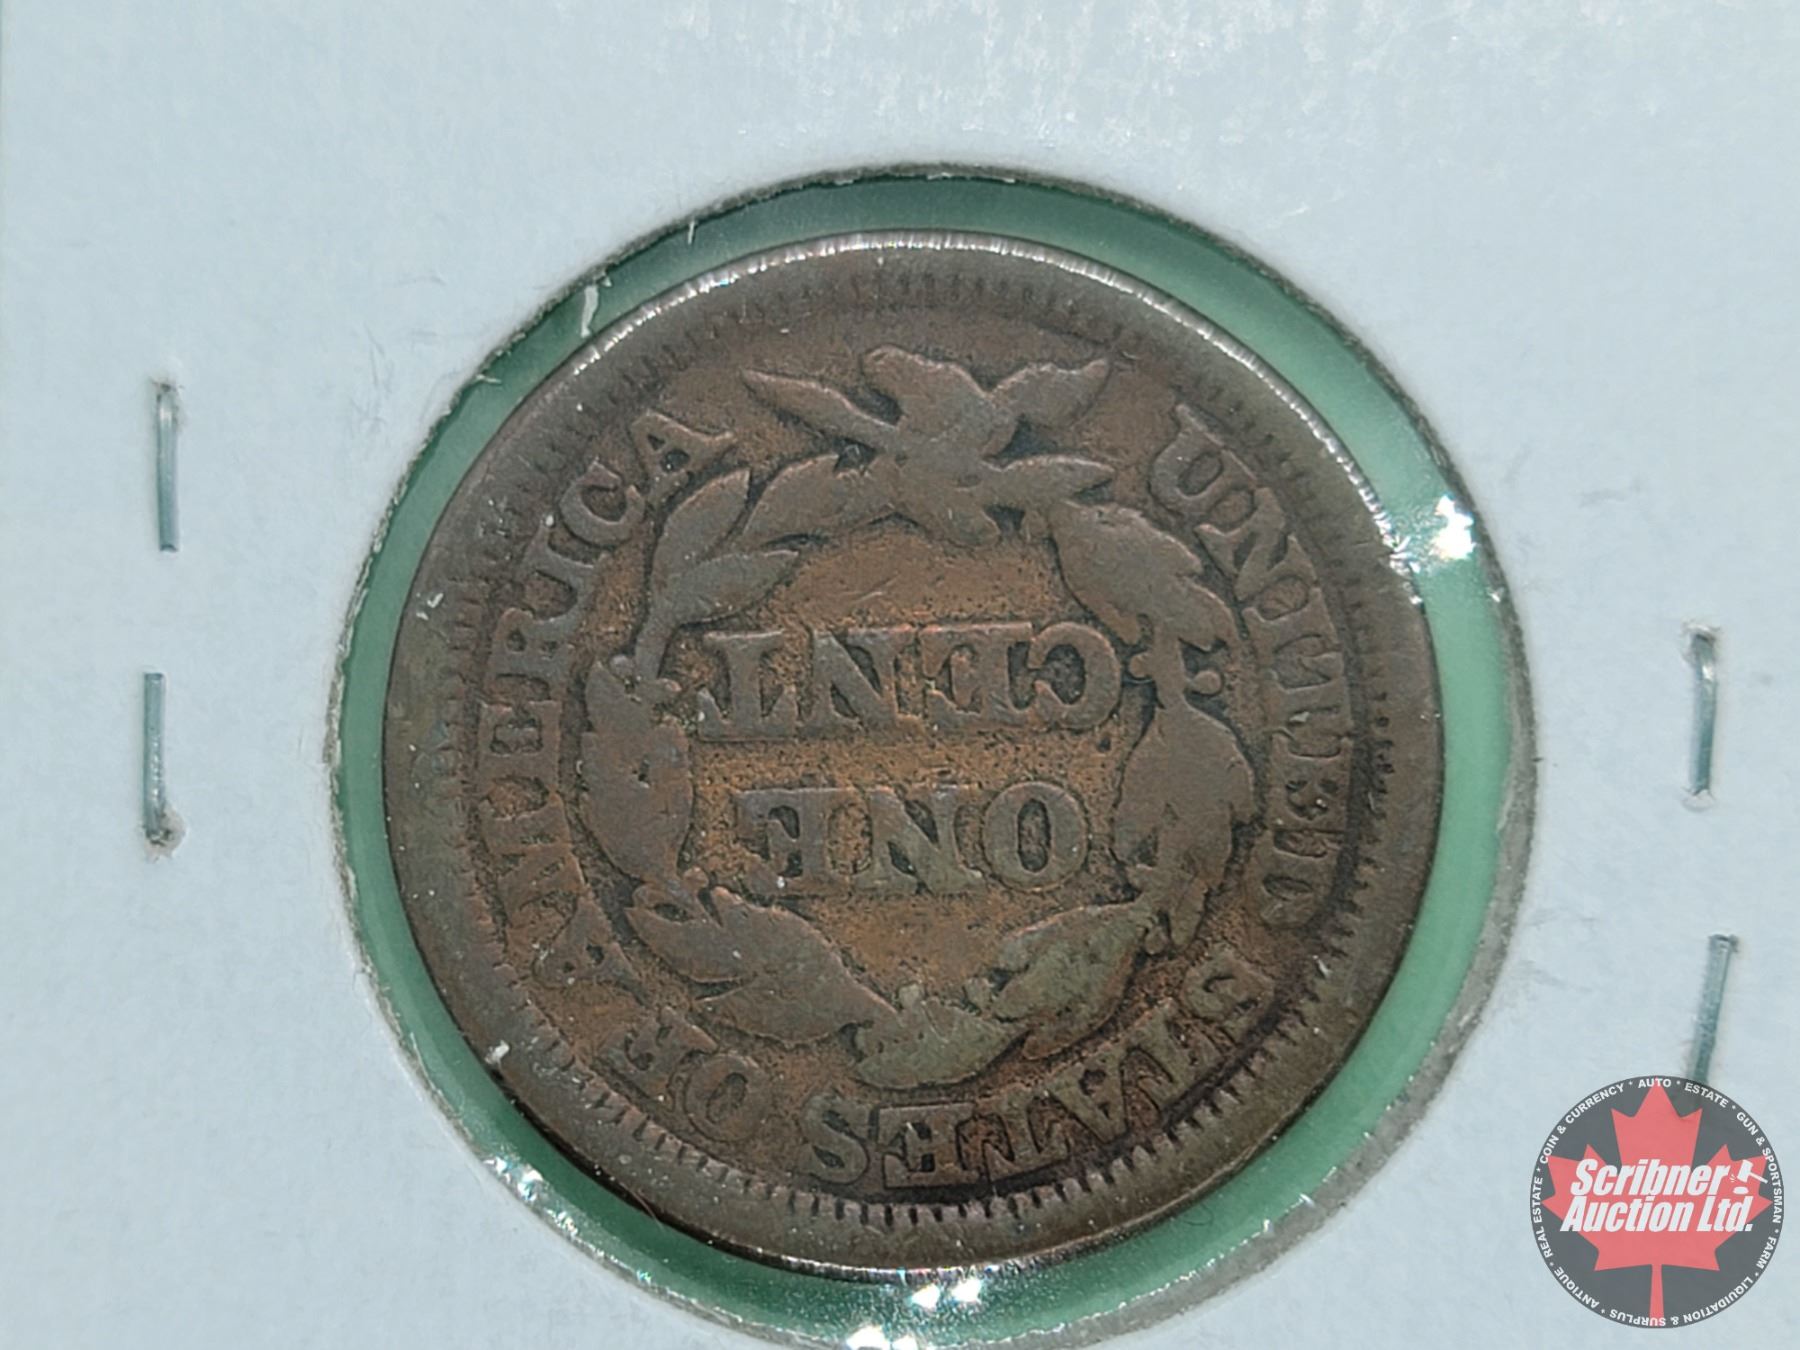 UNITED STATES OF AMERICA
ONE
CENT
Scribner
Auction Ltd.
REAL ESTATE * COIN & CURRENCY * AUTO * ESTATE * GUN & SPORTSMAN * FARM * LIQUIDATION & SURPLUS * ANTIQUE *